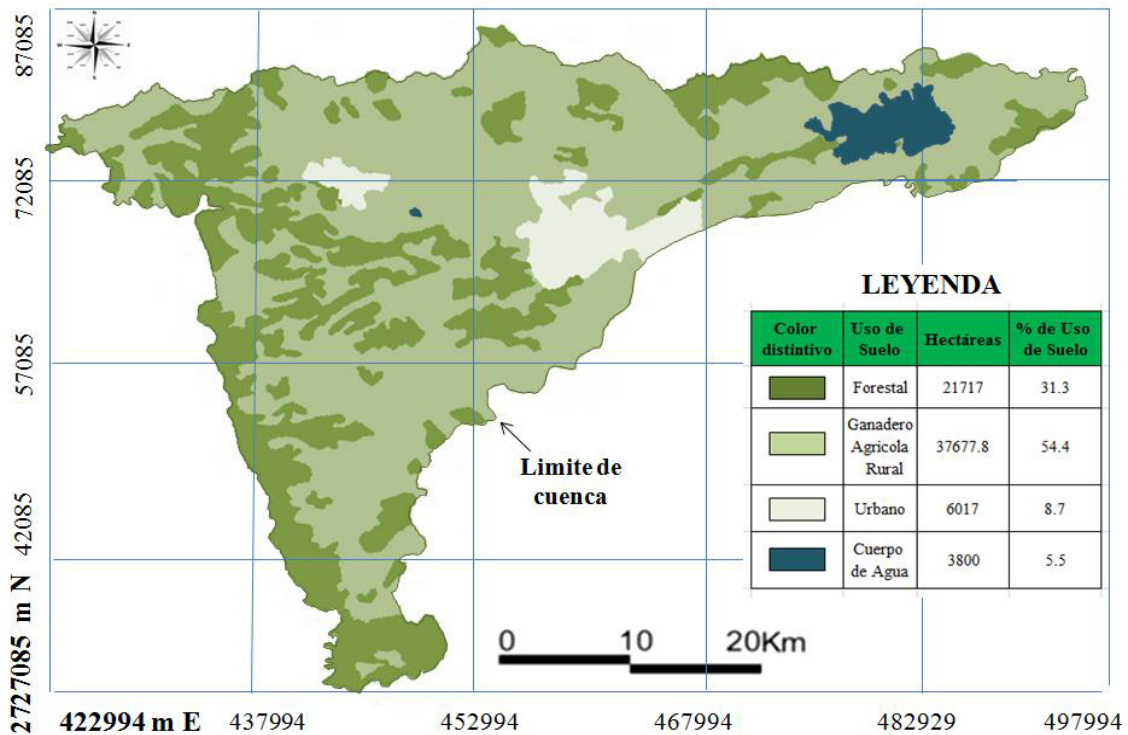 87085
72085
57085
42085
2727085 m N
422994 m E
437994
452994
467994
482929
497994
Limite de
cuenca
LEYENDA
Color
distintivo
Uso de
Suelo
Hectáreas
% de Uso
de Suelo
Forestal
21717
31.3
Ganadero
Agricola
Rural
37677.8
54.4
Urbano
6017
8.7
Cuerpo
de Agua
3800
5.5
0
10
20Km